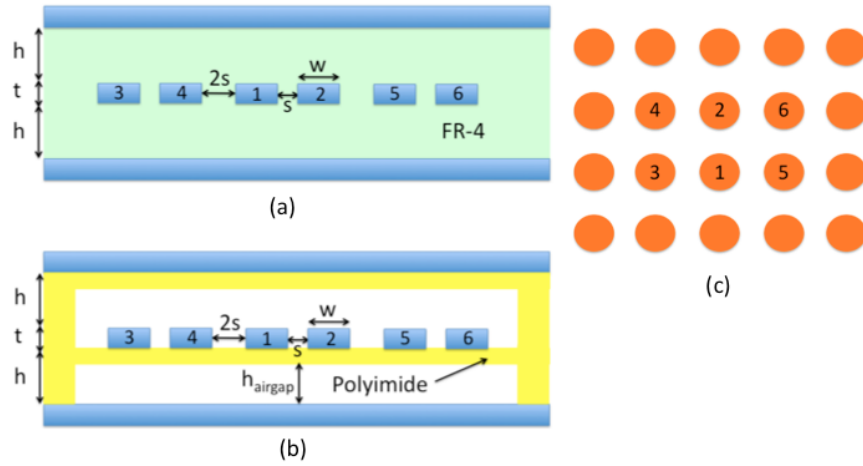 h
t
h
3 4 2s 1 s w 2 5 6
FR-4
(a)
h
t
h
3 4 2s 1 s w 2 5 6
h_airgap
Polyimide
(b)
4 2 6
3 1 5
(c)